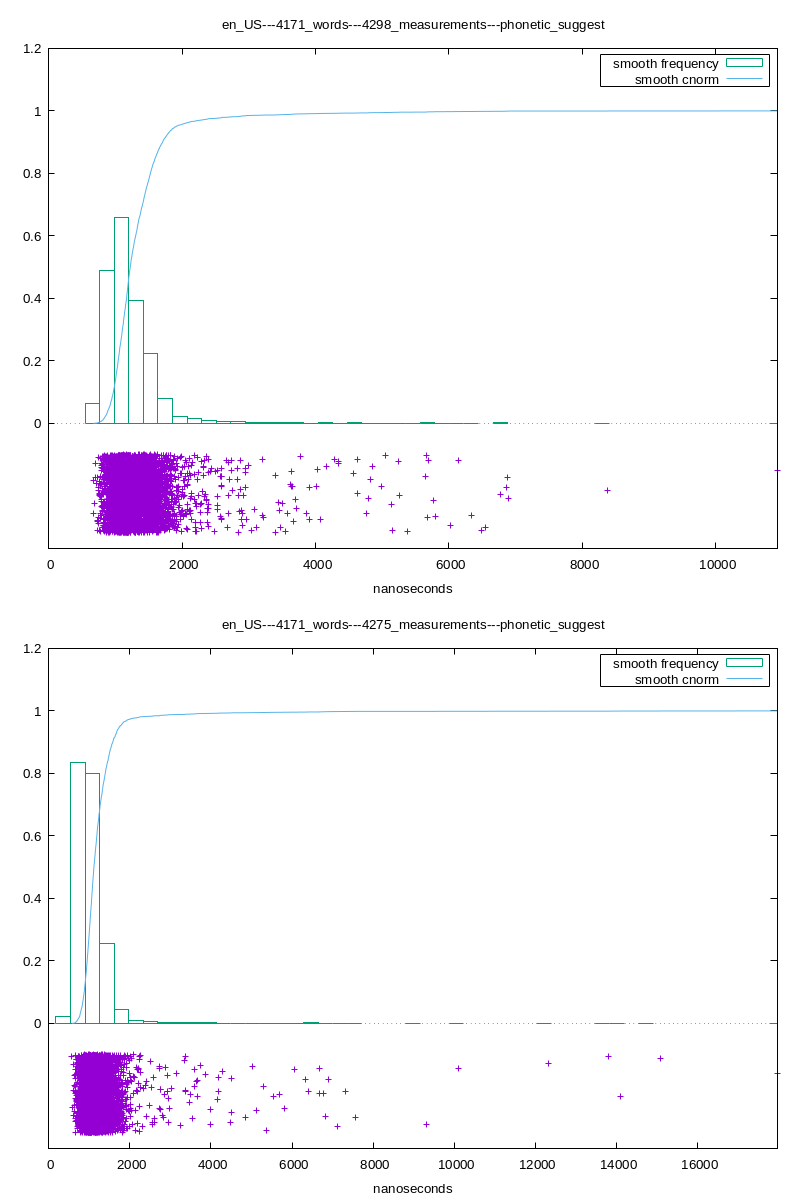 en_US---4171_words---4298_measurements---phonetic_suggest
1.2
smooth frequency
smooth cnorm
1
0.8
0.6
0.4
0.2
0
0 2000 4000 6000 8000 10000
nanoseconds
en_US---4171_words---4275_measurements---phonetic_suggest
1.2
smooth frequency
smooth cnorm
1
0.8
0.6
0.4
0.2
0
0 2000 4000 6000 8000 10000 12000 14000 16000
nanoseconds